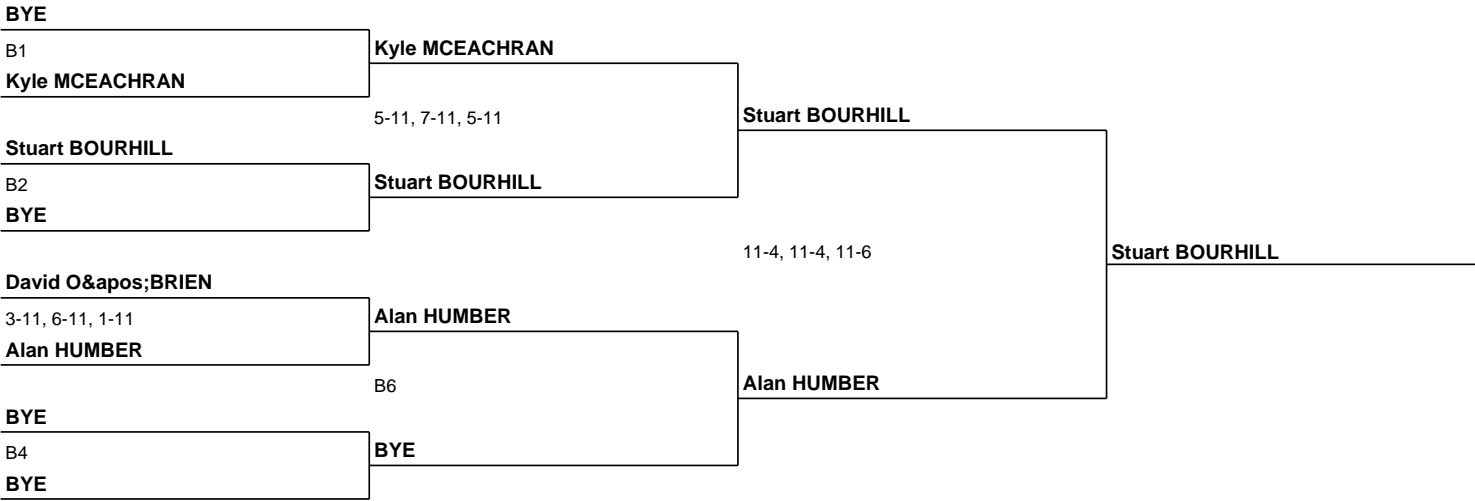 BYE
B1
Kyle MCEACHRAN
Kyle MCEACHRAN
5-11, 7-11, 5-11
Stuart BOURHILL
B2
BYE
Stuart BOURHILL
Stuart BOURHILL
11-4, 11-4, 11-6
Stuart BOURHILL
David O&apos;BRIEN
3-11, 6-11, 1-11
Alan HUMBER
Alan HUMBER
B6
Alan HUMBER
BYE
B4
BYE
BYE